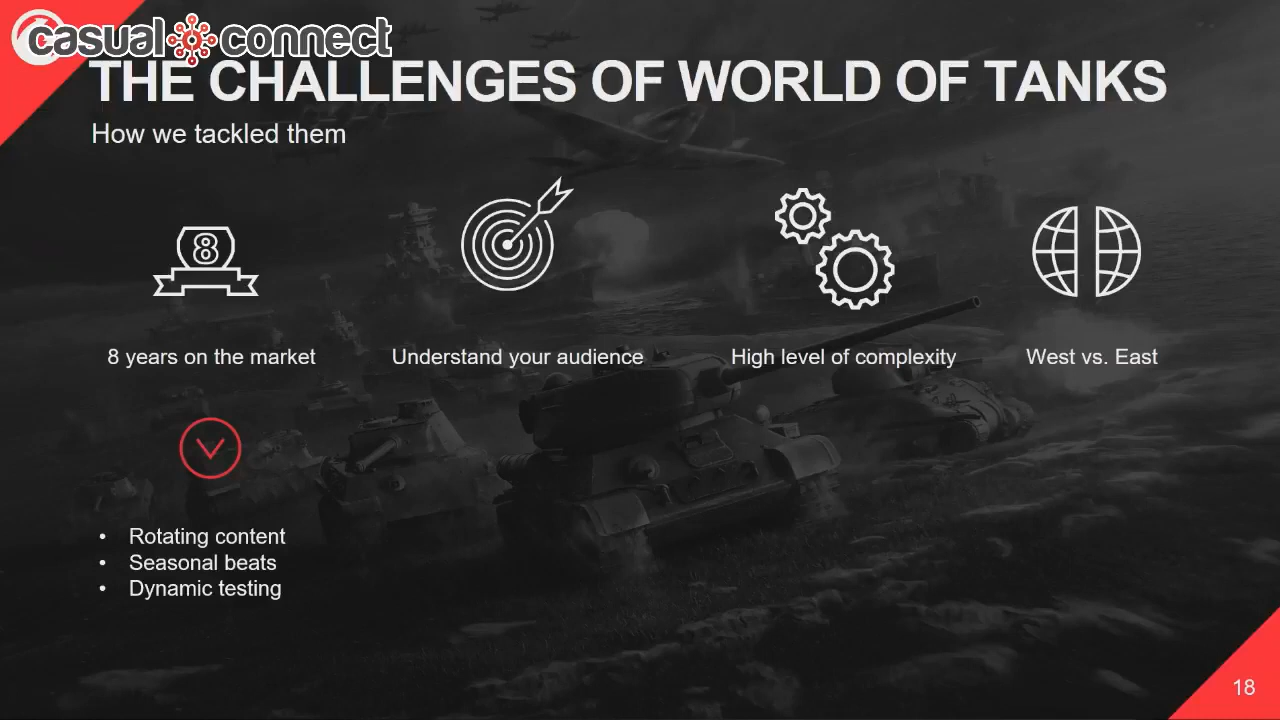 casual connect
THE CHALLENGES OF WORLD OF TANKS
How we tackled them
8
8 years on the market
Understand your audience
High level of complexity
West vs. East
• Rotating content
• Seasonal beats
• Dynamic testing
18